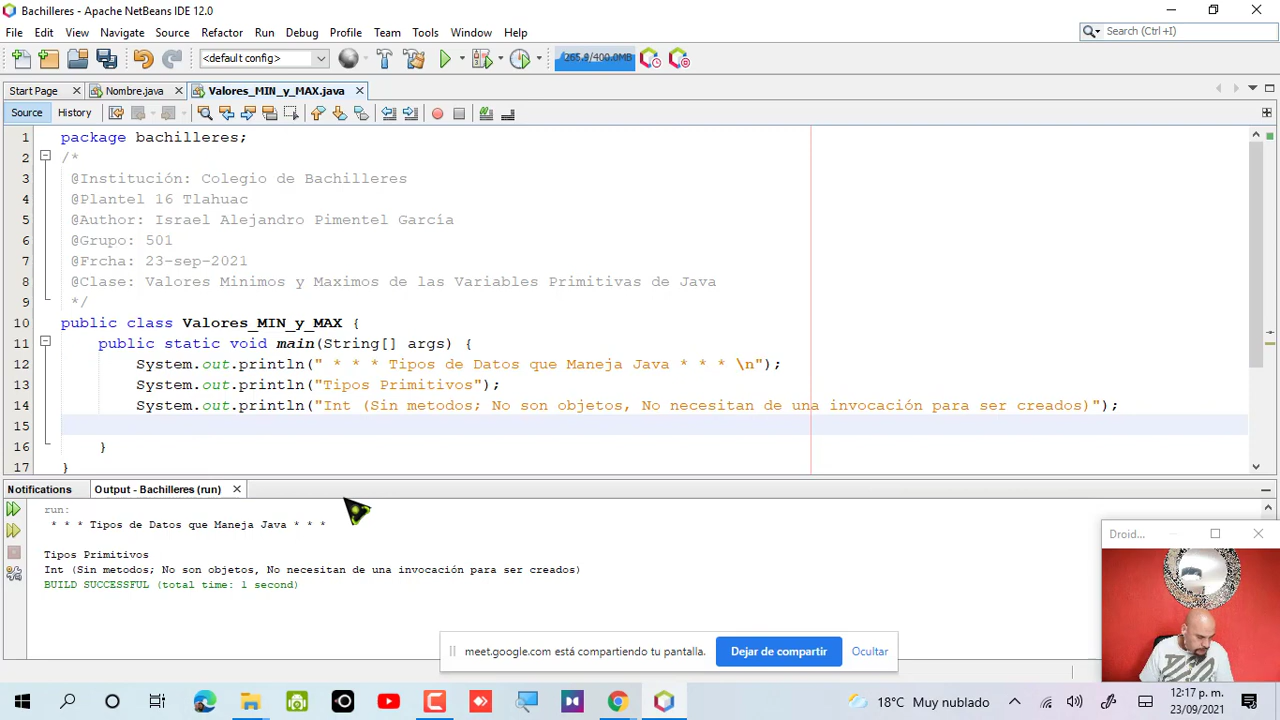 Bachilleres - Apache NetBeans IDE 12.0
File Edit View Navigate Source Refactor Run Debug Profile Team Tools Window Help
Search (Ctrl+I)
<default config>
265.9/400.0MB
Start Page
Nombre.java
Valores_MIN_y_MAX.java
Source History
1 package bachilleres;
2 /*
3 @Institución: Colegio de Bachilleres
4 @Plantel 16 Tlahuac
5 @Author: Israel Alejandro Pimentel García
6 @Grupo: 501
7 @Frcha: 23-sep-2021
8 @Clase: Valores Minimos y Maximos de las Variables Primitivas de Java
9 */
10 public class Valores_MIN_y_MAX {
11 public static void main(String[] args) {
12 System.out.println(" * * * Tipos de Datos que Maneja Java * * * \n");
13 System.out.println("Tipos Primitivos");
14 System.out.println("Int (Sin metodos; No son objetos, No necesitan de una invocación para ser creados)");
15
16 }
17 }
Notifications Output - Bachilleres (run)
run:
* * * Tipos de Datos que Maneja Java * * *
Tipos Primitivos
Int (Sin metodos; No son objetos, No necesitan de una invocación para ser creados)
BUILD SUCCESSFUL (total time: 1 second)
Droid...
meet.google.com está compartiendo tu pantalla. Dejar de compartir Ocultar
18°C Muy nublado
12:17 p. m.
23/09/2021